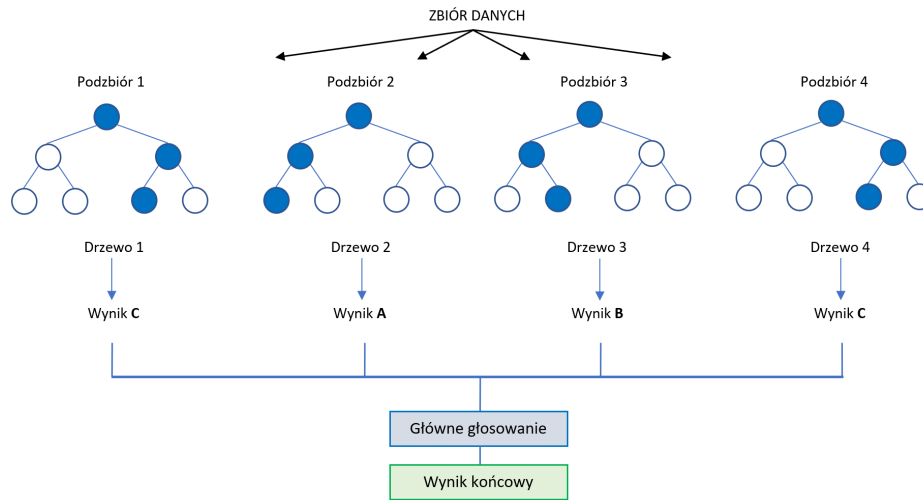 ZBIÓR DANYCH
Podzbiór 1
Podzbiór 2
Podzbiór 3
Podzbiór 4
Drzewo 1
Drzewo 2
Drzewo 3
Drzewo 4
Wynik C
Wynik A
Wynik B
Wynik C
Główne głosowanie
Wynik końcowy